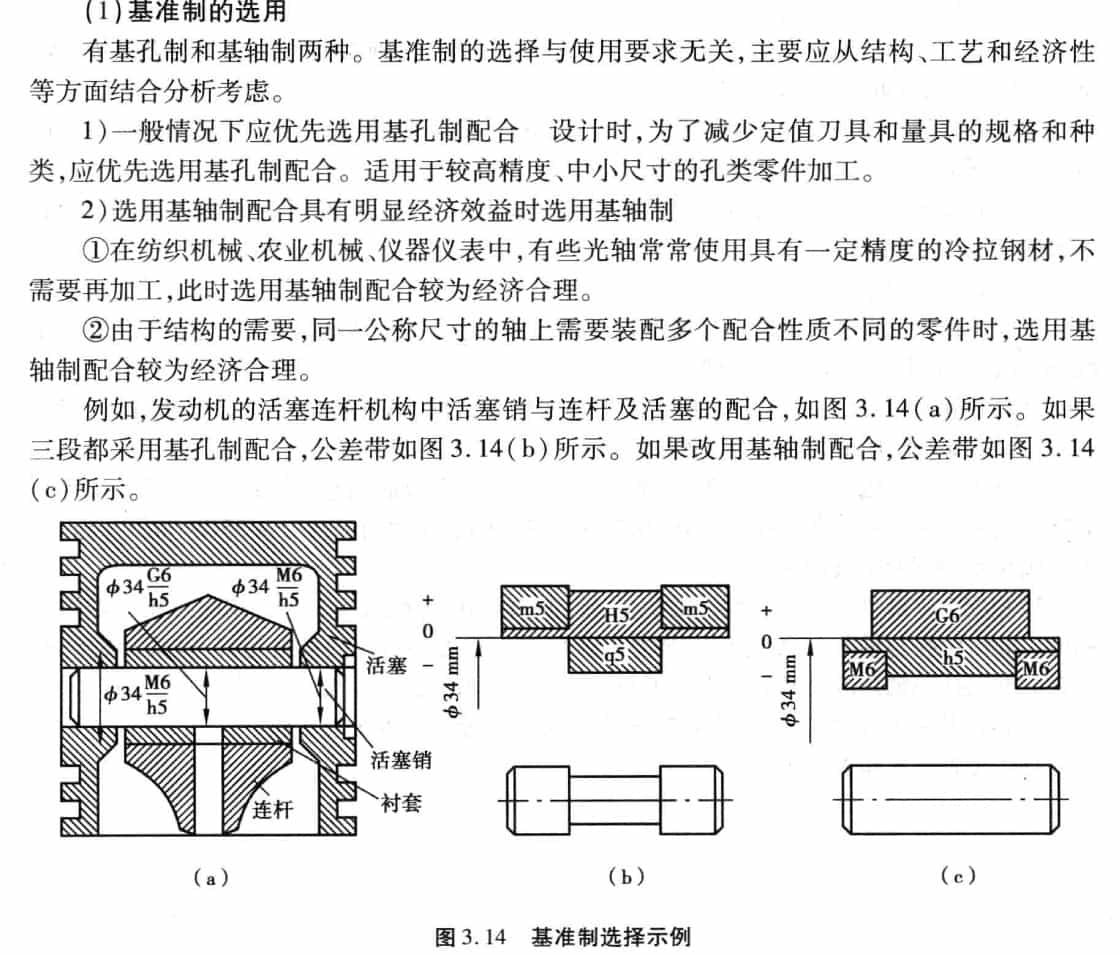 (1)基准制的选用
有基孔制和基轴制两种。基准制的选择与使用要求无关,主要应从结构、工艺和经济性
等方面结合分析考虑。
1)一般情况下应优先选用基孔制配合　设计时,为了减少定值刀具和量具的规格和种
类,应优先选用基孔制配合。适用于较高精度、中小尺寸的孔类零件加工。
2)选用基轴制配合具有明显经济效益时选用基轴制
①在纺织机械、农业机械、仪器仪表中,有些光轴常常使用具有一定精度的冷拉钢材,不
需要再加工,此时选用基轴制配合较为经济合理。
②由于结构的需要,同一公称尺寸的轴上需要装配多个配合性质不同的零件时,选用基
轴制配合较为经济合理。
例如,发动机的活塞连杆机构中活塞销与连杆及活塞的配合,如图3.14(a)所示。如果
三段都采用基孔制配合,公差带如图3.14(b)所示。如果改用基轴制配合,公差带如图3.14
(c)所示。
ϕ34 G6/h5
ϕ34 M6/h5
ϕ34 M6/h5
活塞
活塞销
衬套
连杆
(a)
+
0
−
ϕ34 mm
m5
H5
m5
g5
(b)
+
0
−
ϕ34 mm
G6
M6
h5
M6
(c)
图3.14　基准制选择示例